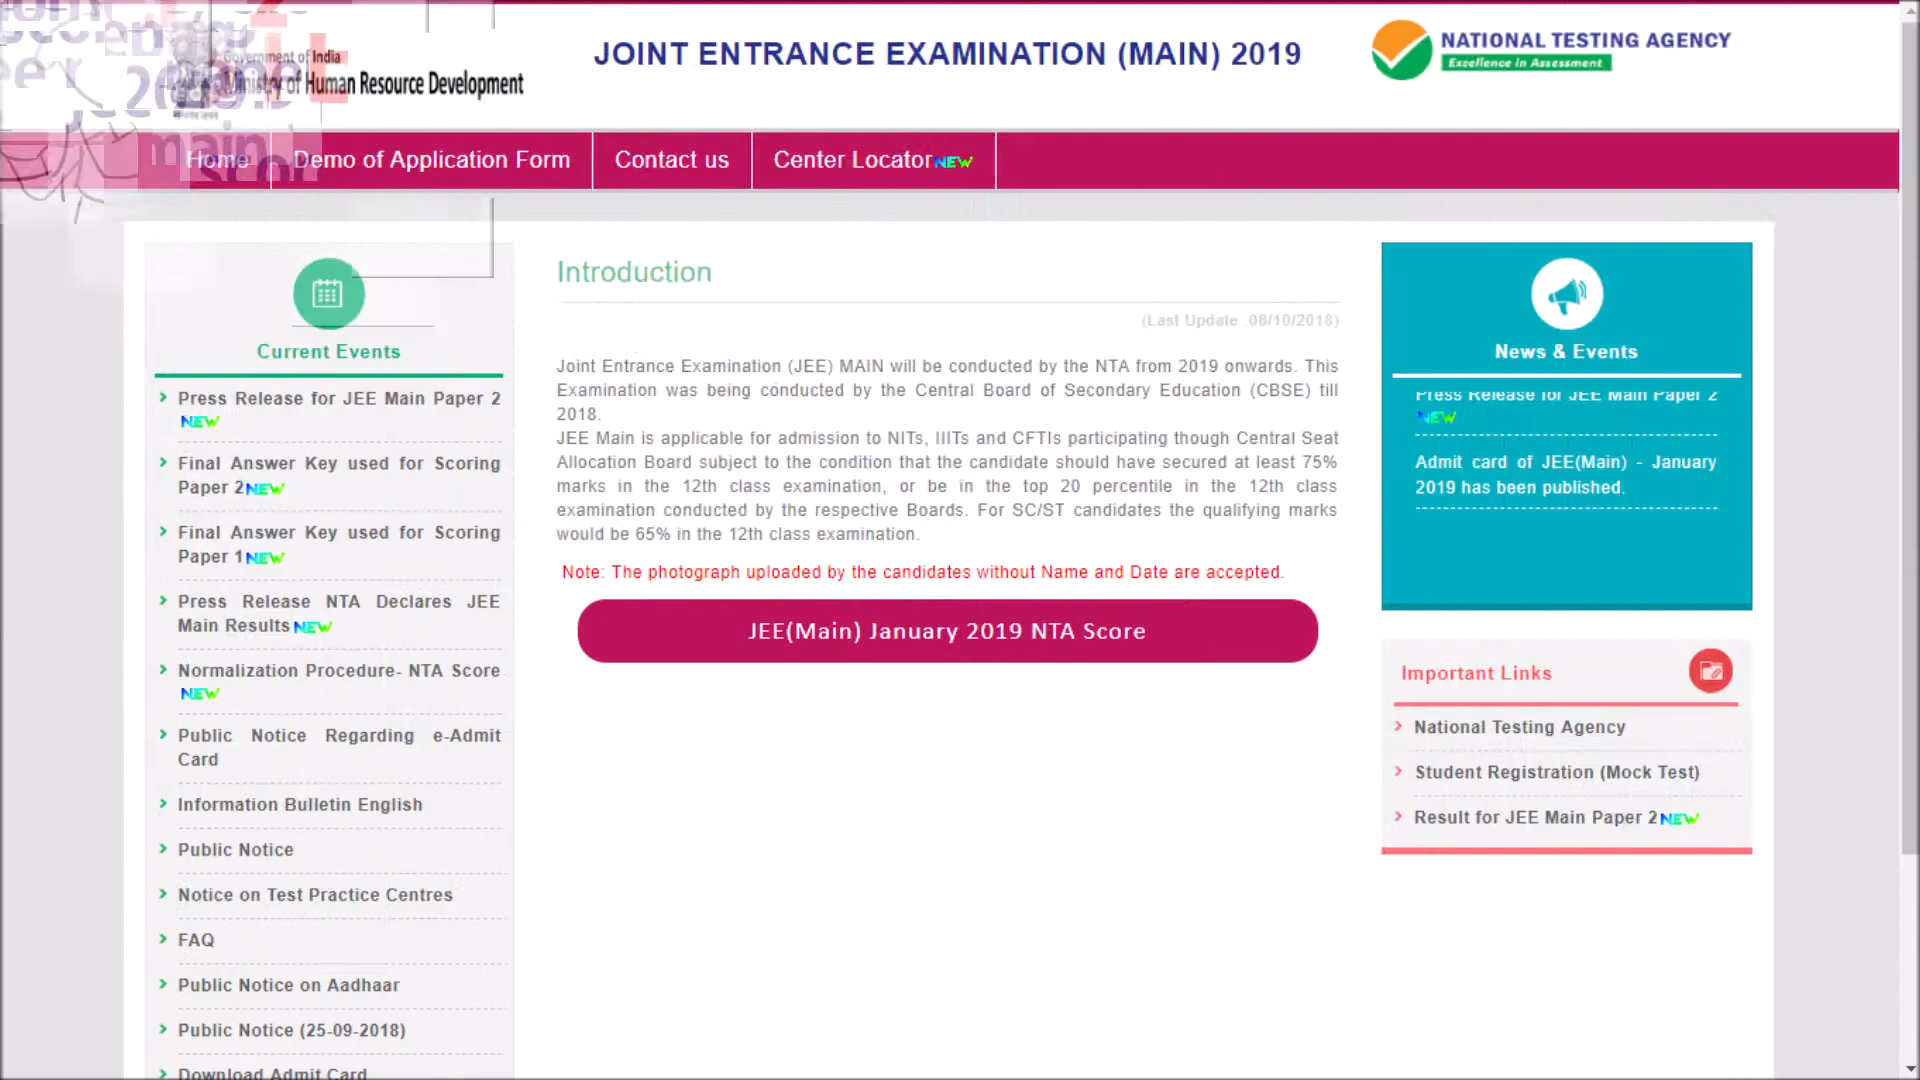 Government of India
Ministry of Human Resource Development
JOINT ENTRANCE EXAMINATION (MAIN) 2019
NATIONAL TESTING AGENCY
Excellence in Assessment
Home
Demo of Application Form
Contact us
Center Locator NEW
main
Current Events
Press Release for JEE Main Paper 2
NEW
Final Answer Key used for Scoring
Paper 2 NEW
Final Answer Key used for Scoring
Paper 1 NEW
Press Release NTA Declares JEE
Main Results NEW
Normalization Procedure- NTA Score
NEW
Public Notice Regarding e-Admit
Card
Information Bulletin English
Public Notice
Notice on Test Practice Centres
FAQ
Public Notice on Aadhaar
Public Notice (25-09-2018)
Download Admit Card
Introduction
(Last Update :08/10/2018)
Joint Entrance Examination (JEE) MAIN will be conducted by the NTA from 2019 onwards. This
Examination was being conducted by the Central Board of Secondary Education (CBSE) till
2018.
JEE Main is applicable for admission to NITs, IIITs and CFTIs participating though Central Seat
Allocation Board subject to the condition that the candidate should have secured at least 75%
marks in the 12th class examination, or be in the top 20 percentile in the 12th class
examination conducted by the respective Boards. For SC/ST candidates the qualifying marks
would be 65% in the 12th class examination.
Note: The photograph uploaded by the candidates without Name and Date are accepted.
JEE(Main) January 2019 NTA Score
News & Events
Press Release for JEE Main Paper 2
NEW
Admit card of JEE(Main) - January
2019 has been published.
Important Links
National Testing Agency
Student Registration (Mock Test)
Result for JEE Main Paper 2 NEW